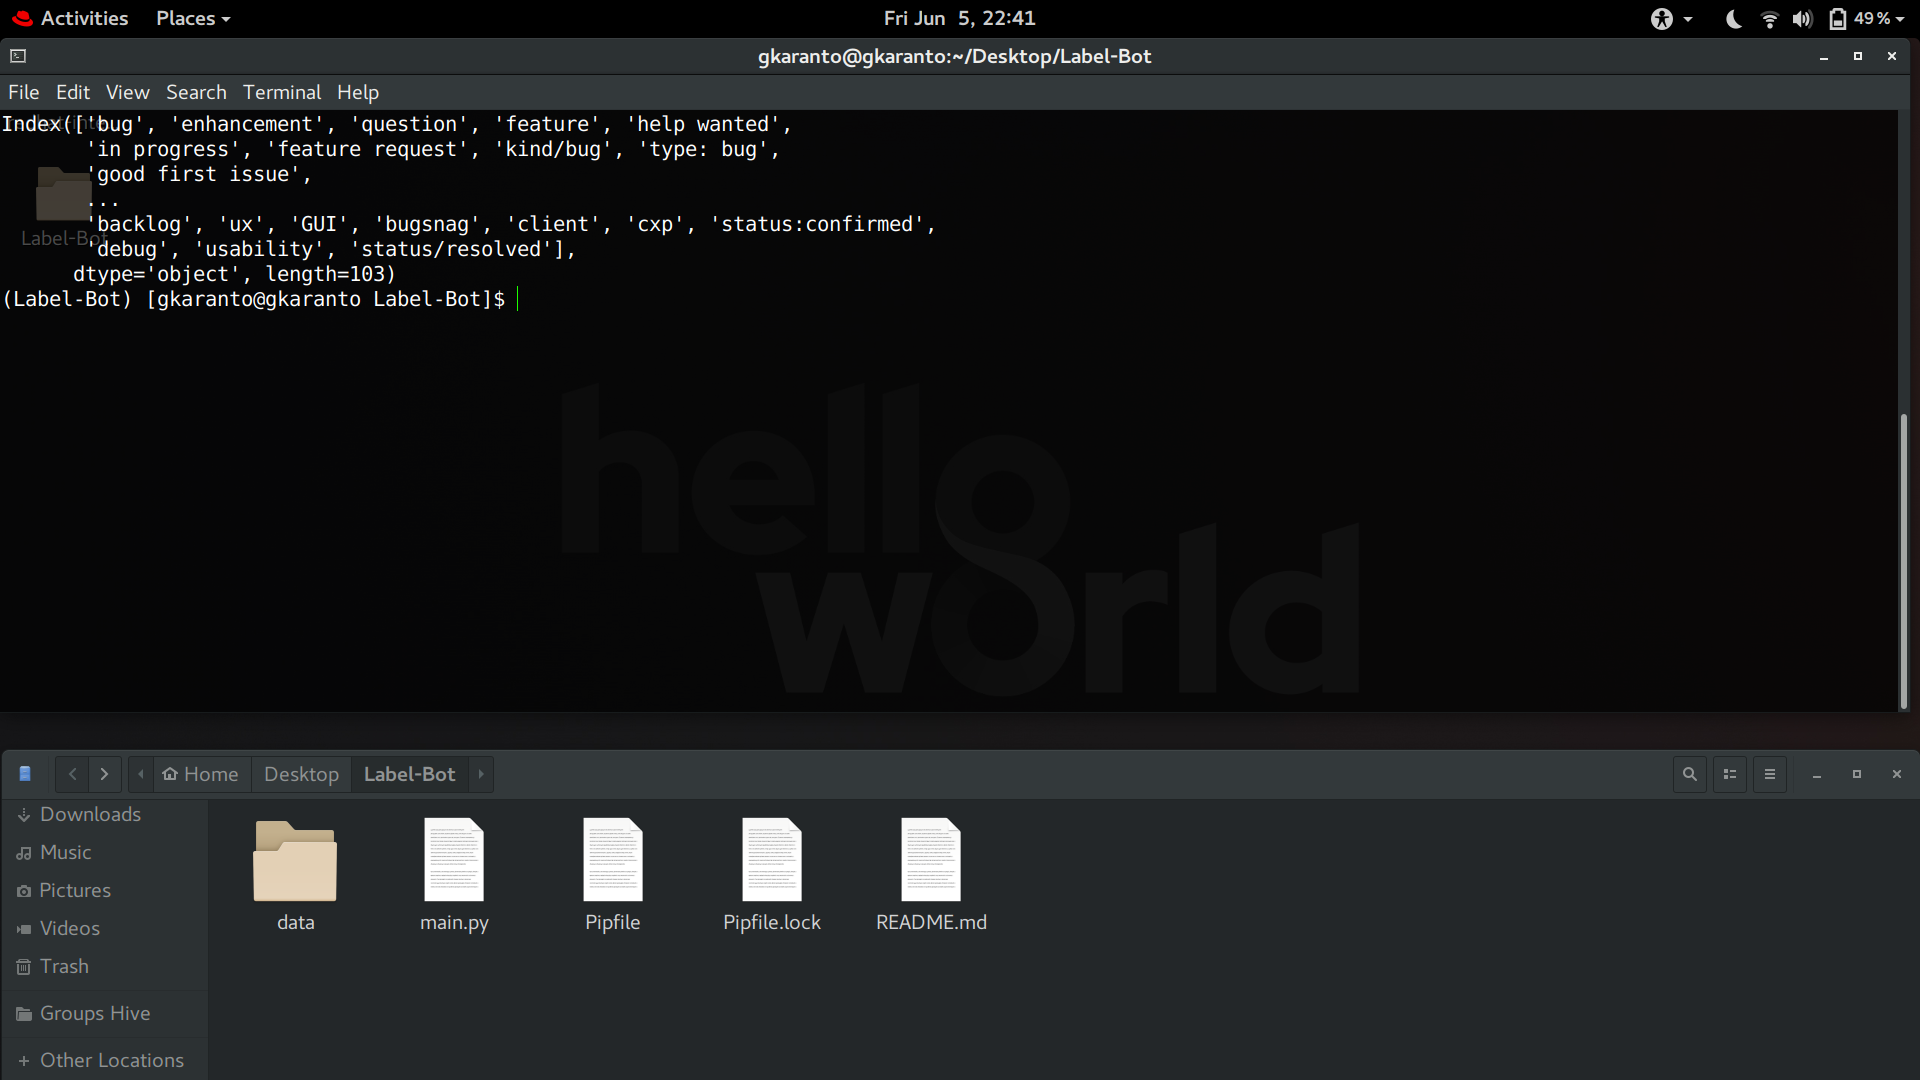 Activities Places Fri Jun 5, 22:41 49 %
gkaranto@gkaranto:~/Desktop/Label-Bot
File Edit View Search Terminal Help
Index(['bug', 'enhancement', 'question', 'feature', 'help wanted',
'in progress', 'feature request', 'kind/bug', 'type: bug',
'good first issue',
...
'backlog', 'ux', 'GUI', 'bugsnag', 'client', 'cxp', 'status:confirmed',
Label-Bot
'debug', 'usability', 'status/resolved'],
dtype='object', length=103)
(Label-Bot) [gkaranto@gkaranto Label-Bot]$
hello
world
Home Desktop Label-Bot
Downloads
Music
Pictures
Videos
Trash
Groups Hive
Other Locations
data main.py Pipfile Pipfile.lock README.md